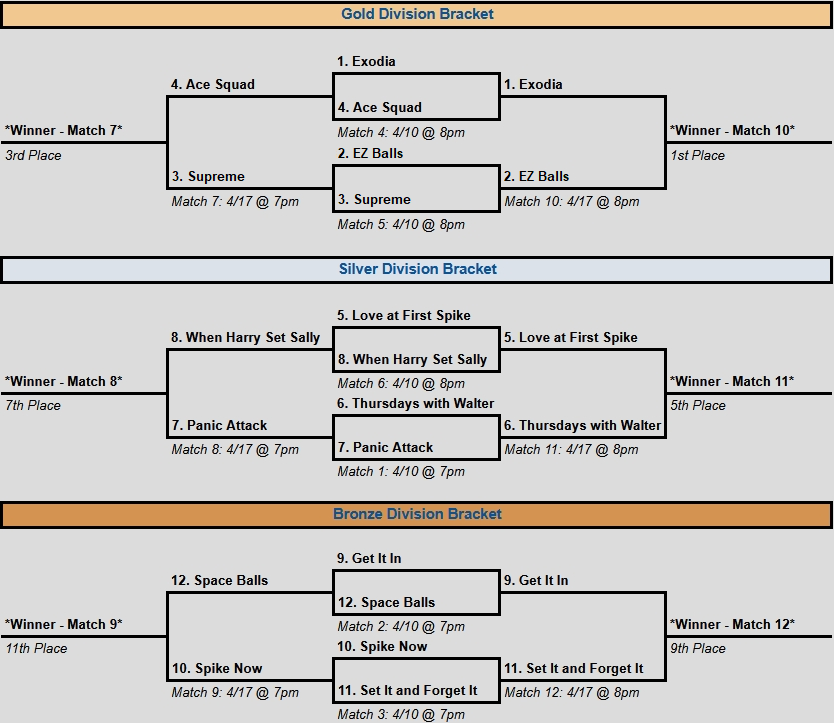 Gold Division Bracket
1. Exodia
4. Ace Squad
1. Exodia
4. Ace Squad
*Winner - Match 7*
*Winner - Match 10*
Match 4: 4/10 @ 8pm
3rd Place
2. EZ Balls
1st Place
3. Supreme
2. EZ Balls
3. Supreme
Match 7: 4/17 @ 7pm
Match 10: 4/17 @ 8pm
Match 5: 4/10 @ 8pm
Silver Division Bracket
5. Love at First Spike
8. When Harry Set Sally
5. Love at First Spike
8. When Harry Set Sally
*Winner - Match 8*
*Winner - Match 11*
Match 6: 4/10 @ 8pm
7th Place
6. Thursdays with Walter
5th Place
7. Panic Attack
6. Thursdays with Walter
7. Panic Attack
Match 8: 4/17 @ 7pm
Match 11: 4/17 @ 8pm
Match 1: 4/10 @ 7pm
Bronze Division Bracket
9. Get It In
12. Space Balls
9. Get It In
12. Space Balls
*Winner - Match 9*
*Winner - Match 12*
Match 2: 4/10 @ 7pm
11th Place
10. Spike Now
9th Place
10. Spike Now
11. Set It and Forget It
11. Set It and Forget It
Match 9: 4/17 @ 7pm
Match 12: 4/17 @ 8pm
Match 3: 4/10 @ 7pm